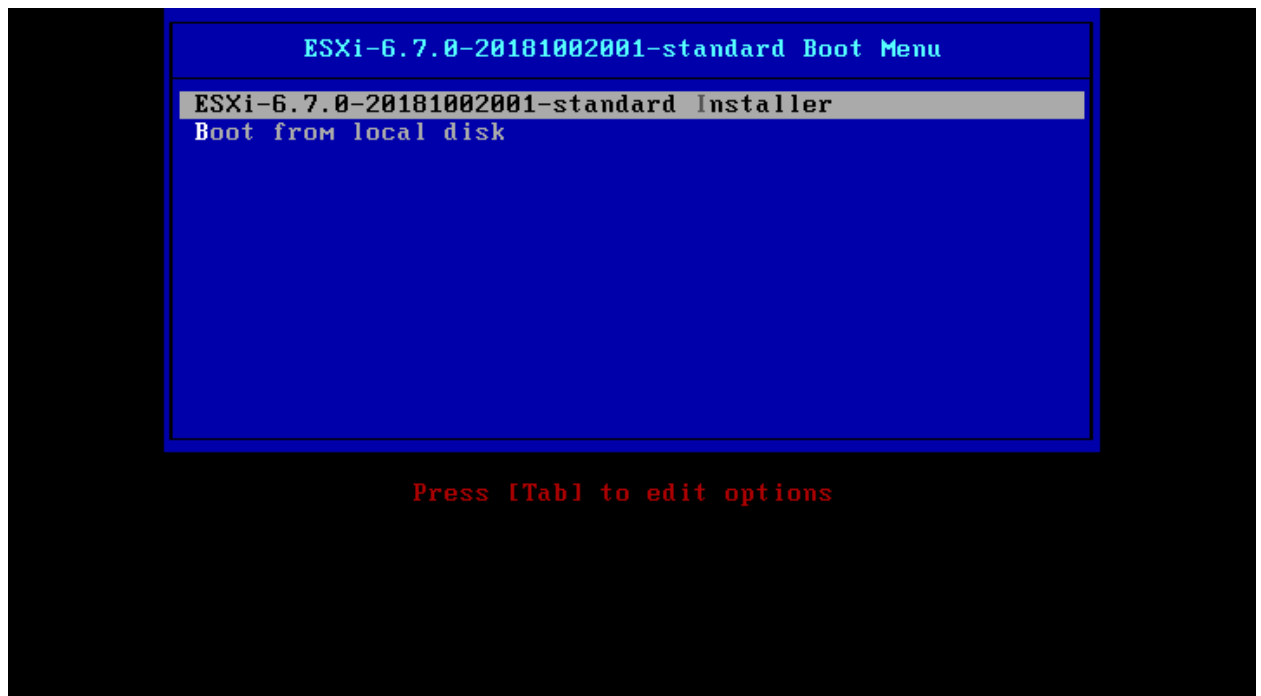 ESXi-6.7.0-20181002001-standard Boot Menu
ESXi-6.7.0-20181002001-standard Installer
Boot from local disk
Press [Tab] to edit options